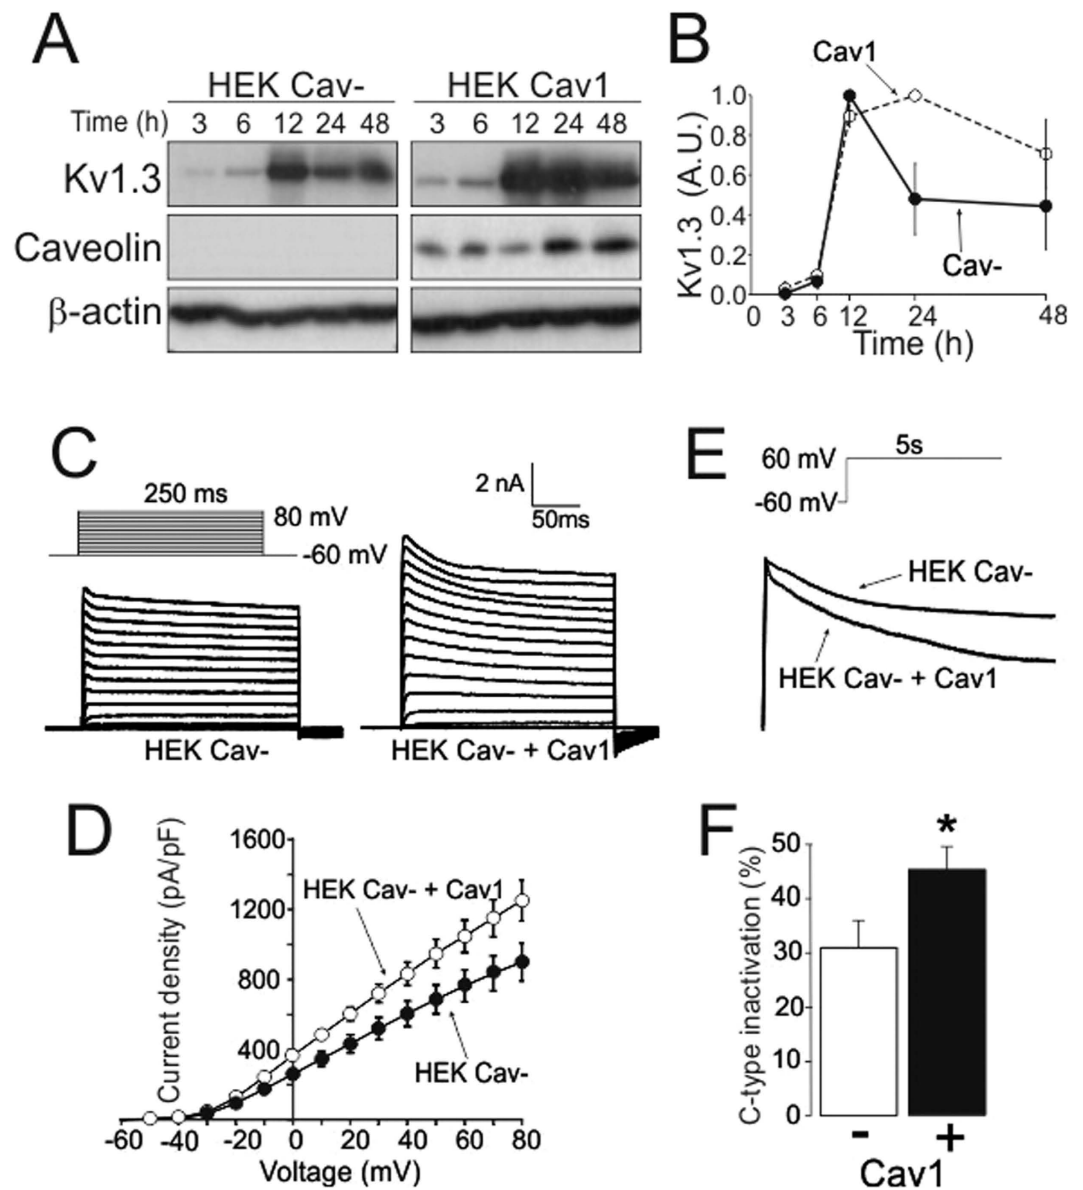 A
HEK Cav- HEK Cav1
Time (h) 3 6 12 24 48 3 6 12 24 48
Kv1.3
Caveolin
β-actin
B
Cav1
Kv1.3 (A.U.)
1.0
0.8
0.6
0.4
0.2
0.0
Cav-
0 3 6 12 24 48
Time (h)
C
250 ms
80 mV
-60 mV
2 nA
50ms
HEK Cav- HEK Cav- + Cav1
E
5s
60 mV
-60 mV
HEK Cav-
HEK Cav- + Cav1
D
Current density (pA/pF)
1600
1200
800
400
HEK Cav- + Cav1
HEK Cav-
-60 -40 -20 0 20 40 60 80
Voltage (mV)
F
C-type inactivation (%)
50
40
30
20
10
0
*
- +
Cav1